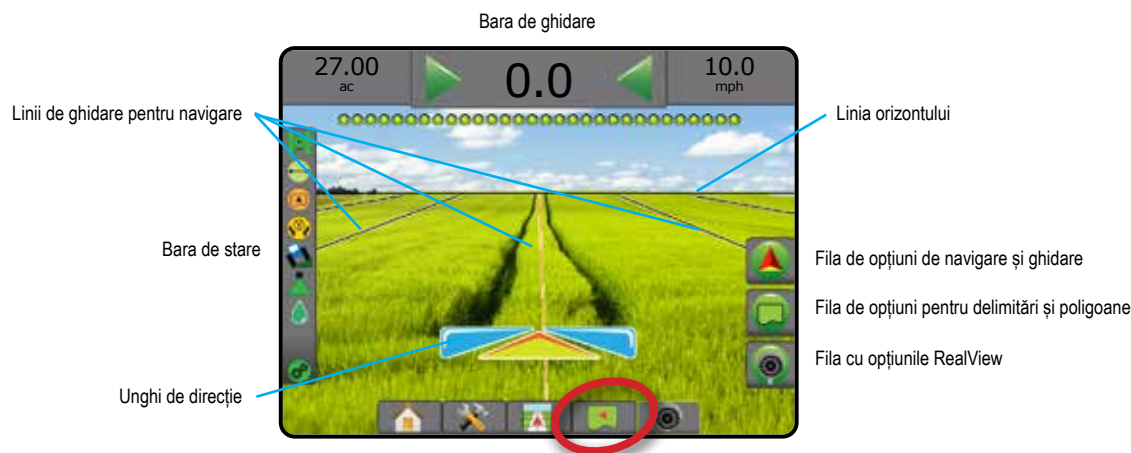 Bara de ghidare
27.00
ac
0.0
10.0
mph
Linii de ghidare pentru navigare
Linia orizontului
Bara de stare
Fila de opțiuni de navigare și ghidare
Fila de opțiuni pentru delimitări și poligoane
Fila cu opțiunile RealView
Unghi de direcție